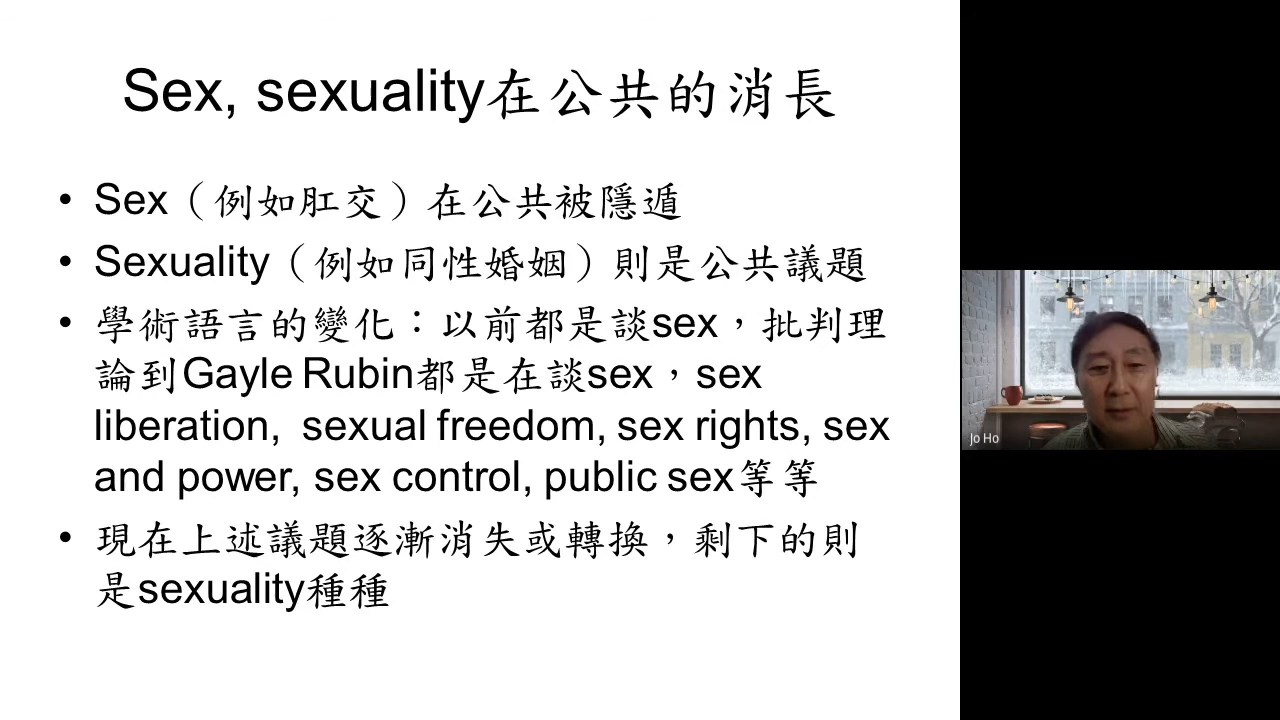 Sex, sexuality在公共的消長
• Sex（例如肛交）在公共被隱遁
• Sexuality（例如同性婚姻）則是公共議題
• 學術語言的變化：以前都是談sex，批判理
論到Gayle Rubin都是在談sex，sex
liberation, sexual freedom, sex rights, sex
and power, sex control, public sex等等
• 現在上述議題逐漸消失或轉換，剩下的則
是sexuality種種
Jo Ho